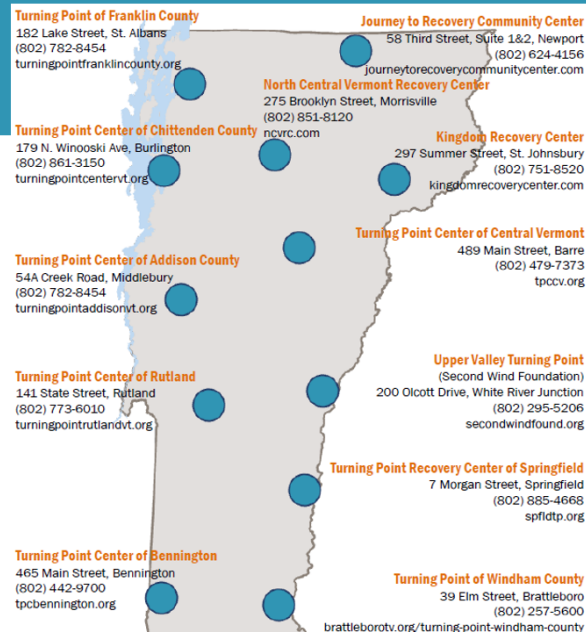 Turning Point of Franklin County
182 Lake Street, St. Albans
(802) 782-8454
turningpointfranklincounty.org
Journey to Recovery Community Center
58 Third Street, Suite 1&2, Newport
(802) 624-4156
journeytorecoverycommunitycenter.com
North Central Vermont Recovery Center
275 Brooklyn Street, Morrisville
(802) 851-8120
ncvrc.com
Turning Point Center of Chittenden County
179 N. Winooski Ave, Burlington
(802) 861-3150
turningpointcentervt.org
Kingdom Recovery Center
297 Summer Street, St. Johnsbury
(802) 751-8520
kingdomrecoverycenter.com
Turning Point Center of Central Vermont
489 Main Street, Barre
(802) 479-7373
tpccv.org
Turning Point Center of Addison County
54A Creek Road, Middlebury
(802) 782-8454
turningpointaddisonvt.org
Upper Valley Turning Point
(Second Wind Foundation)
200 Olcott Drive, White River Junction
(802) 295-5206
secondwindfound.org
Turning Point Center of Rutland
141 State Street, Rutland
(802) 773-6010
turningpointrutlandvt.org
Turning Point Recovery Center of Springfield
7 Morgan Street, Springfield
(802) 885-4668
spfldtp.org
Turning Point Center of Bennington
465 Main Street, Bennington
(802) 442-9700
tpcbennington.org
Turning Point of Windham County
39 Elm Street, Brattleboro
(802) 257-5600
brattleborotv.org/turning-point-windham-county